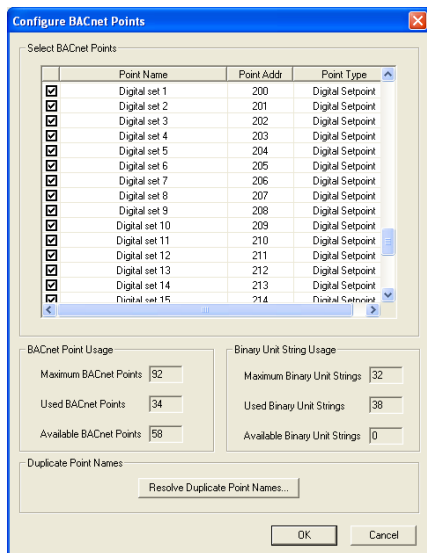 Configure BACnet Points
Select BACnet Points
Point Name Point Addr Point Type
Digital set 1 200 Digital Setpoint
Digital set 2 201 Digital Setpoint
Digital set 3 202 Digital Setpoint
Digital set 4 203 Digital Setpoint
Digital set 5 204 Digital Setpoint
Digital set 6 205 Digital Setpoint
Digital set 7 206 Digital Setpoint
Digital set 8 207 Digital Setpoint
Digital set 9 208 Digital Setpoint
Digital set 10 209 Digital Setpoint
Digital set 11 210 Digital Setpoint
Digital set 12 211 Digital Setpoint
Digital set 13 212 Digital Setpoint
Digital set 14 213 Digital Setpoint
Digital set 15 214 Digital Setpoint
BACnet Point Usage
Maximum BACnet Points 92
Used BACnet Points 34
Available BACnet Points 58
Binary Unit String Usage
Maximum Binary Unit Strings 32
Used Binary Unit Strings 38
Available Binary Unit Strings 0
Duplicate Point Names
Resolve Duplicate Point Names...
OK Cancel